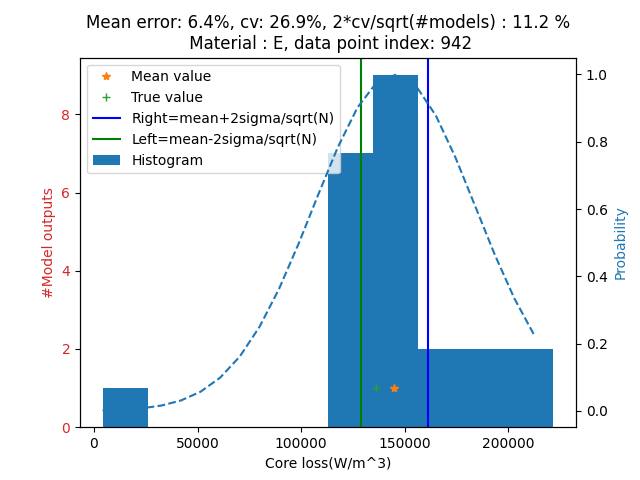 Mean error: 6.4%, cv: 26.9%, 2*cv/sqrt(#models) : 11.2 %
Material : E, data point index: 942
Mean value
True value
Right=mean+2sigma/sqrt(N)
Left=mean-2sigma/sqrt(N)
Histogram
#Model outputs
0
2
4
6
8
Probability
0.0
0.2
0.4
0.6
0.8
1.0
0
50000
100000
150000
200000
Core loss(W/m^3)